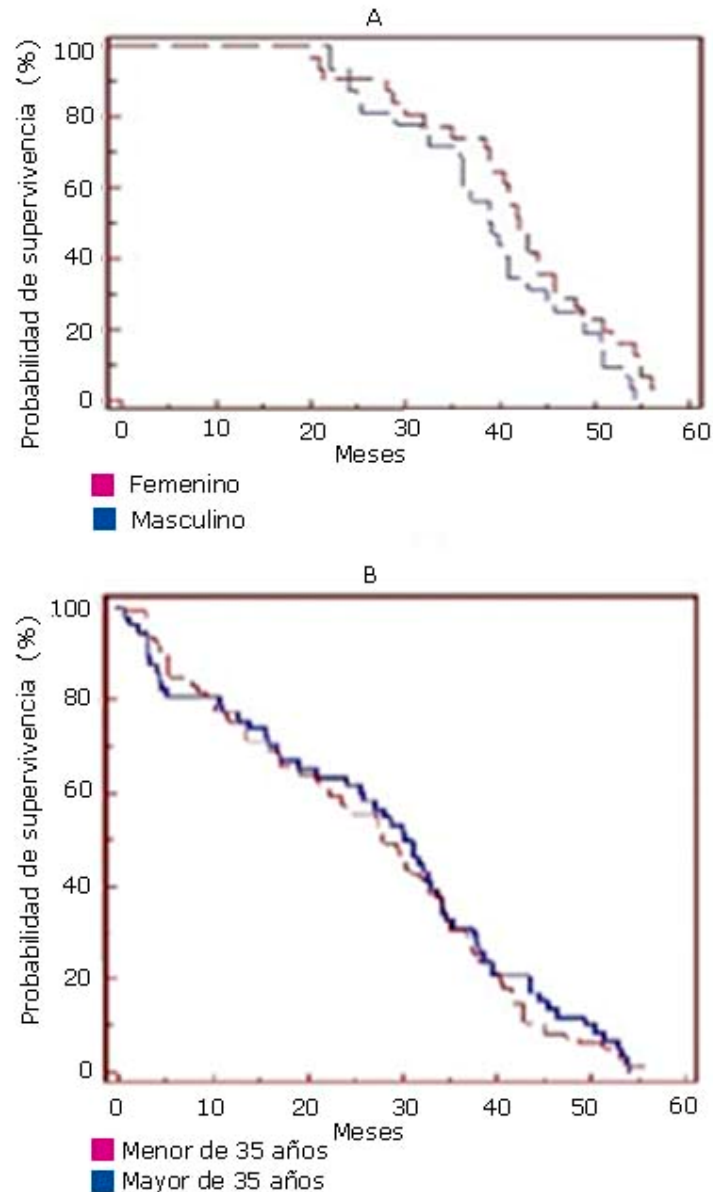 A
Probabilidad de supervivencia (%)
100
80
60
40
20
0
0 10 20 30 40 50 60
Meses
Femenino
Masculino
B
Probabilidad de supervivencia (%)
100
80
60
40
20
0
0 10 20 30 40 50 60
Meses
Menor de 35 años
Mayor de 35 años